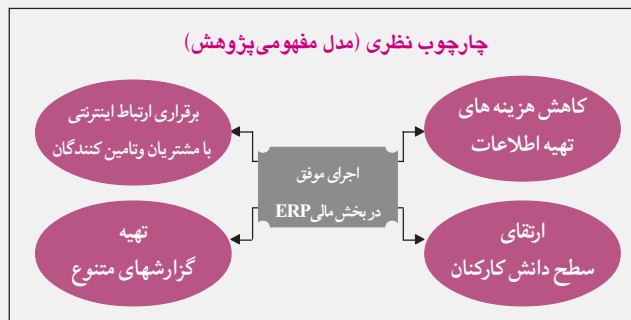 چارچوب نظری (مدل مفهومی پژوهش)
کاهش هزینه های
تهیه اطلاعات
برقراری ارتباط اینترنتی
با مشتریان وتامین کنندگان
اجرای موفق
ERP در بخش مالی
ارتقای
سطح دانش کارکنان
تهیه
گزارشهای متنوع